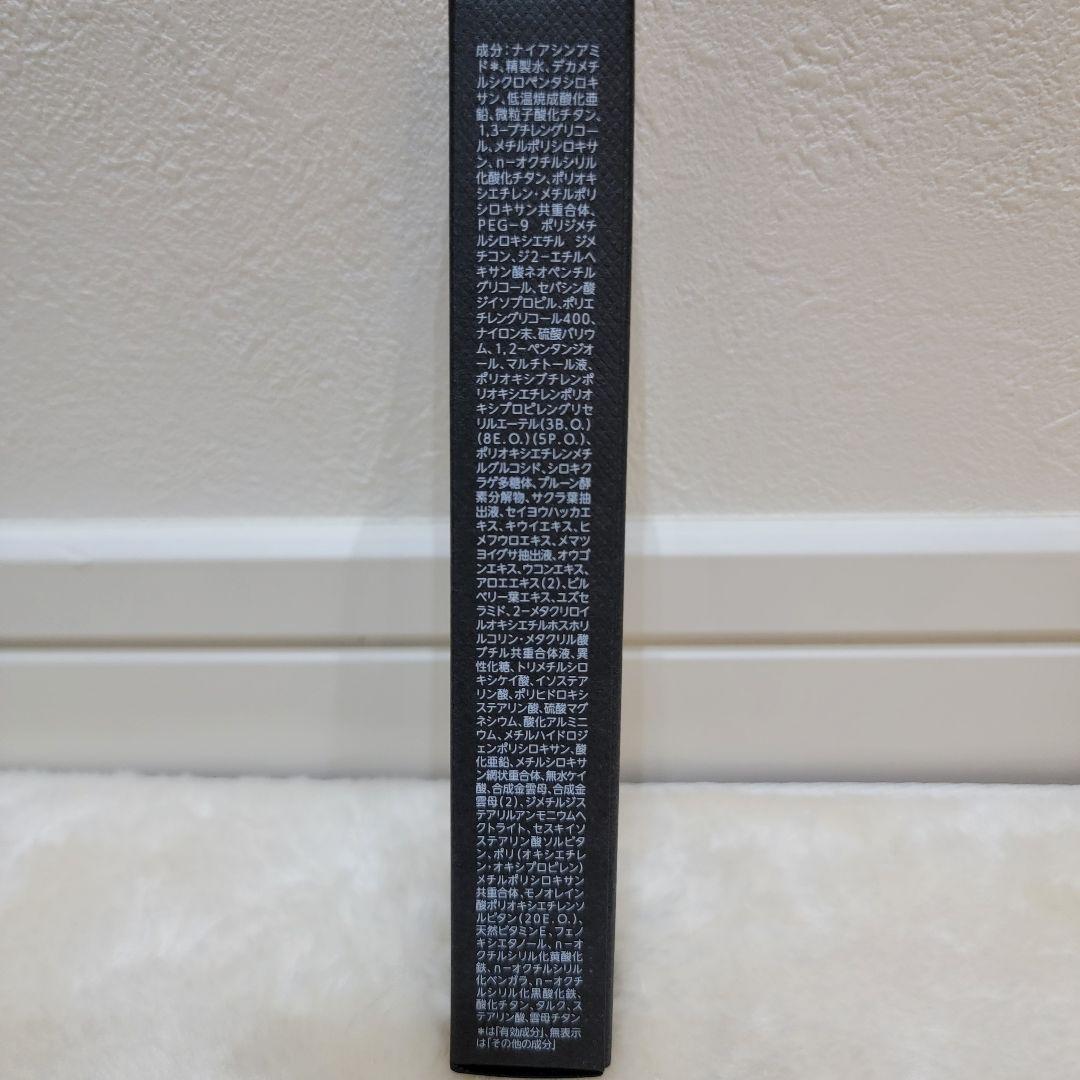 成分:ナイアシンアミ
ド*、精製水、デカメチ
ルシクロペンタシロキ
サン、低温焼成酸化亜
鉛、微粒子酸化チタン、
1,3-ブチレングリコー
ル、メチルポリシロキサ
ン、n-オクチルシリル
化酸化チタン、ポリオキ
シエチレン・メチルポリ
シロキサン共重合体、
PEG-9 ポリジメチ
ルシロキシエチル ジメ
チコン、ジ2-エチルヘ
キサン酸ネオペンチル
グリコール、セバシン酸
ジイソプロピル、ポリエ
チレングリコール400、
ナイロン末、硫酸バリウ
ム、1,2-ペンタンジオ
ール、マルチトール液、
ポリオキシブチレンポ
リオキシエチレンポリオ
キシプロピレングリセ
リルエーテル(3B.O.)
(8E.O.)(5P.O.)、
ポリオキシエチレンメチ
ルグルコシド、シロキク
ラゲ多糖体、プルーン酵
素分解物、サクラ葉抽
出液、セイヨウハッカエ
キス、キウイエキス、ヒ
メフウロエキス、メマツ
ヨイグサ抽出液、オウゴ
ンエキス、ウコンエキス、
アロエエキス(2)、ビル
ベリー葉エキス、ユズセ
ラミド、2-メタクリロイ
ルオキシエチルホスホリ
ルコリン・メタクリル酸
ブチル共重合体液、異
性化糖、トリメチルシロ
キシケイ酸、イソステア
リン酸、ポリヒドロキシ
ステアリン酸、硫酸マグ
ネシウム、酸化アルミニ
ウム、メチルハイドロジ
ェンポリシロキサン、酸
化亜鉛、メチルシロキサ
ン網状重合体、無水ケイ
酸、合成金雲母、合成金
雲母(2)、ジメチルジス
テアリルアンモニウムヘ
クトライト、セスキイソ
ステアリン酸ソルビタ
ン、ポリ(オキシエチレ
ン・オキシプロピレン)
メチルポリシロキサン
共重合体、モノオレイン
酸ポリオキシエチレンソ
ルビタン(20E.O.)、
天然ビタミンE、フェノ
キシエタノール、n-オ
クチルシリル化黄酸化
鉄、n-オクチルシリル
化ベンガラ、n-オクチ
ルシリル化黒酸化鉄、
酸化チタン、タルク、ス
テアリン酸、雲母チタン
*は「有効成分」、無表示
は「その他の成分」